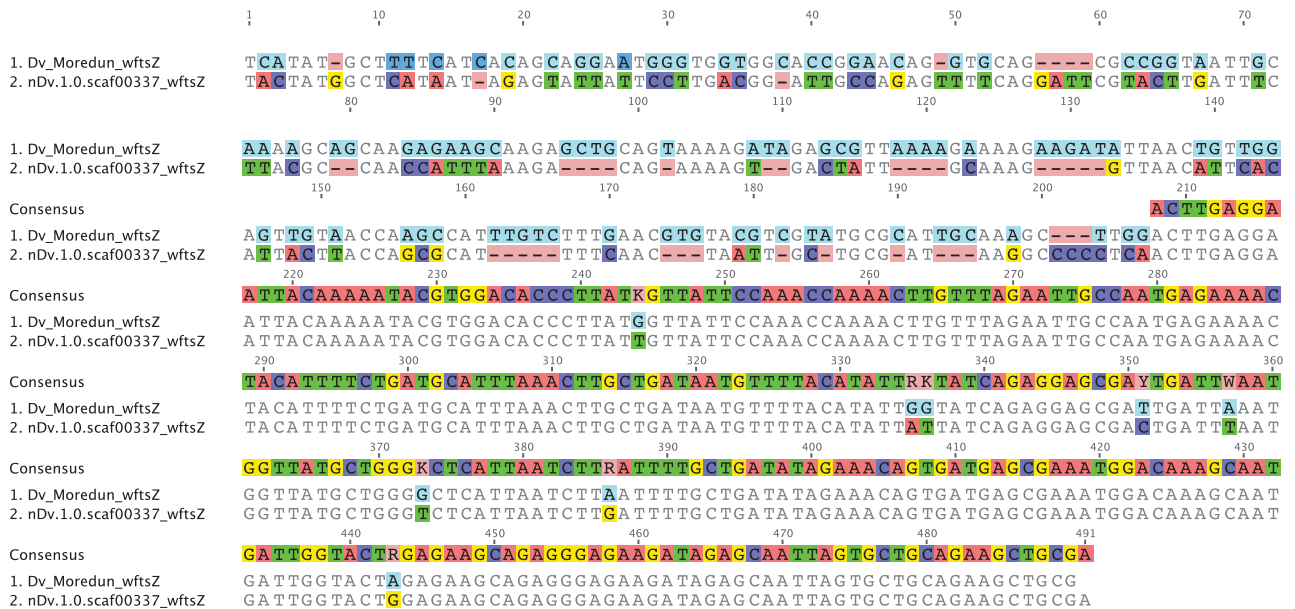 1 10 20 30 40 50 60 70
1. Dv_Moredun_wftsZ TCATAT-GCTTTTCATCACAGCAGGAATGGGTGGTGGCACCGGAACAG-GTGCAG----CGCCGGTAATTGC
2. nDv.1.0.scaf00337_wftsZ TACTATGGCTCATAAT-AGAGTATTATTCCTTGACGG-ATTGCCAGAGTTTTCAGGATTCGTACTTGATTTC
80 90 100 110 120 130 140
1. Dv_Moredun_wftsZ AAAAGCAGCAAGAGAAGCAAGAGCTGCAGTAAAAGATAGAGCGTTAAAAGAAAAGAAGATATTAACTGTTGG
2. nDv.1.0.scaf00337_wftsZ TTACGC--CAACCATTTAAAGA----CAG-AAAAGT--GACTATT----GCAAAG-----GTTAACATTCAC
150 160 170 180 190 200 210
Consensus ACTTGAGGA
1. Dv_Moredun_wftsZ AGTTGTAACCAAGCCATTTGTCTTTGAACGTGTACGTCGTATGCGCATTGCAAAGC---TTGGACTTGAGGA
2. nDv.1.0.scaf00337_wftsZ ATTACTTACCAGCGCAT-----TTTCAAC---TAATT-GC-TGCG-AT---AAGGCCCCCTCAACTTGAGGA
220 230 240 250 260 270 280
Consensus ATTACAAAAATACGTGGACACCCTTATKGTTATTCCAAACCAAAACTTGTTTAGAATTGCCAATGAGAAAAC
1. Dv_Moredun_wftsZ ATTACAAAAATACGTGGACACCCTTATGGTTATTCCAAACCAAAACTTGTTTAGAATTGCCAATGAGAAAAC
2. nDv.1.0.scaf00337_wftsZ ATTACAAAAATACGTGGACACCCTTATTGTTATTCCAAACCAAAACTTGTTTAGAATTGCCAATGAGAAAAC
290 300 310 320 330 340 350 360
Consensus TACATTTTCTGATGCATTTAAACTTGCTGATAATGTTTTACATATTRKTATCAGAGGAGCGAYTGATTWAAT
1. Dv_Moredun_wftsZ TACATTTTCTGATGCATTTAAACTTGCTGATAATGTTTTACATATTGGTATCAGAGGAGCGATTGATTAAAT
2. nDv.1.0.scaf00337_wftsZ TACATTTTCTGATGCATTTAAACTTGCTGATAATGTTTTACATATTATTATCAGAGGAGCGACTGATTTAAT
370 380 390 400 410 420 430
Consensus GGTTATGCTGGGKCTCATTAATCTTRATTTTGCTGATATAGAAACAGTGATGAGCGAAATGGACAAAGCAAT
1. Dv_Moredun_wftsZ GGTTATGCTGGGGCTCATTAATCTTAATTTTGCTGATATAGAAACAGTGATGAGCGAAATGGACAAAGCAAT
2. nDv.1.0.scaf00337_wftsZ GGTTATGCTGGGTCTCATTAATCTTGATTTTGCTGATATAGAAACAGTGATGAGCGAAATGGACAAAGCAAT
440 450 460 470 480 491
Consensus GATTGGTACTRGAGAAGCAGAGGGAGAAGATAGAGCAATTAGTGCTGCAGAAGCTGCGA
1. Dv_Moredun_wftsZ GATTGGTACTAGAGAAGCAGAGGGAGAAGATAGAGCAATTAGTGCTGCAGAAGCTGCG
2. nDv.1.0.scaf00337_wftsZ GATTGGTACTGGAGAAGCAGAGGGAGAAGATAGAGCAATTAGTGCTGCAGAAGCTGCGA